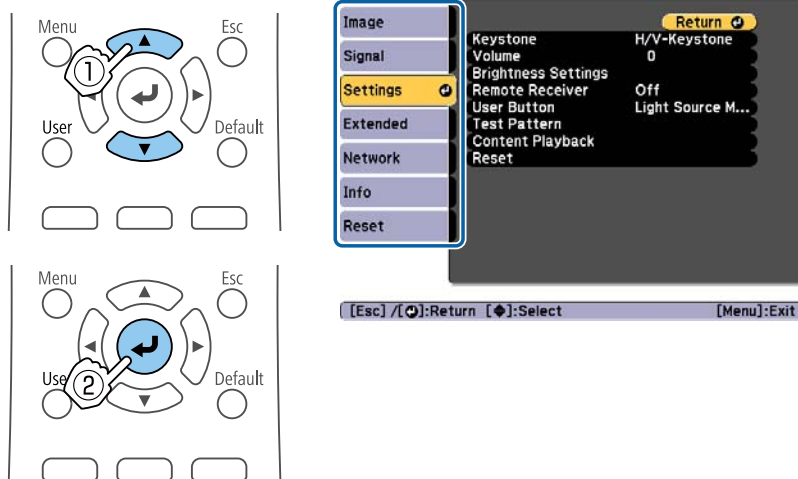 Menu
Esc
1
User
Default
Menu
Esc
Use
2
Default
Image
Signal
Settings
Extended
Network
Info
Reset
Return
Keystone H/V-Keystone
Volume 0
Brightness Settings
Remote Receiver Off
User Button Light Source M...
Test Pattern
Content Playback
Reset
[Esc] /[⏎]:Return [◆]:Select [Menu]:Exit